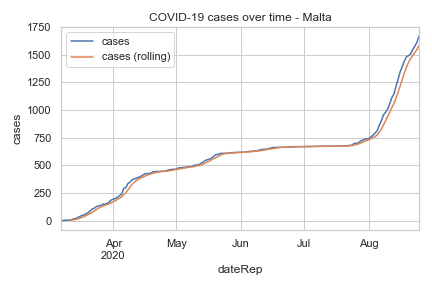 COVID-19 cases over time - Malta
cases
cases (rolling)
1750
1500
1250
1000
750
500
250
0
cases
Apr
2020
May
Jun
Jul
Aug
dateRep